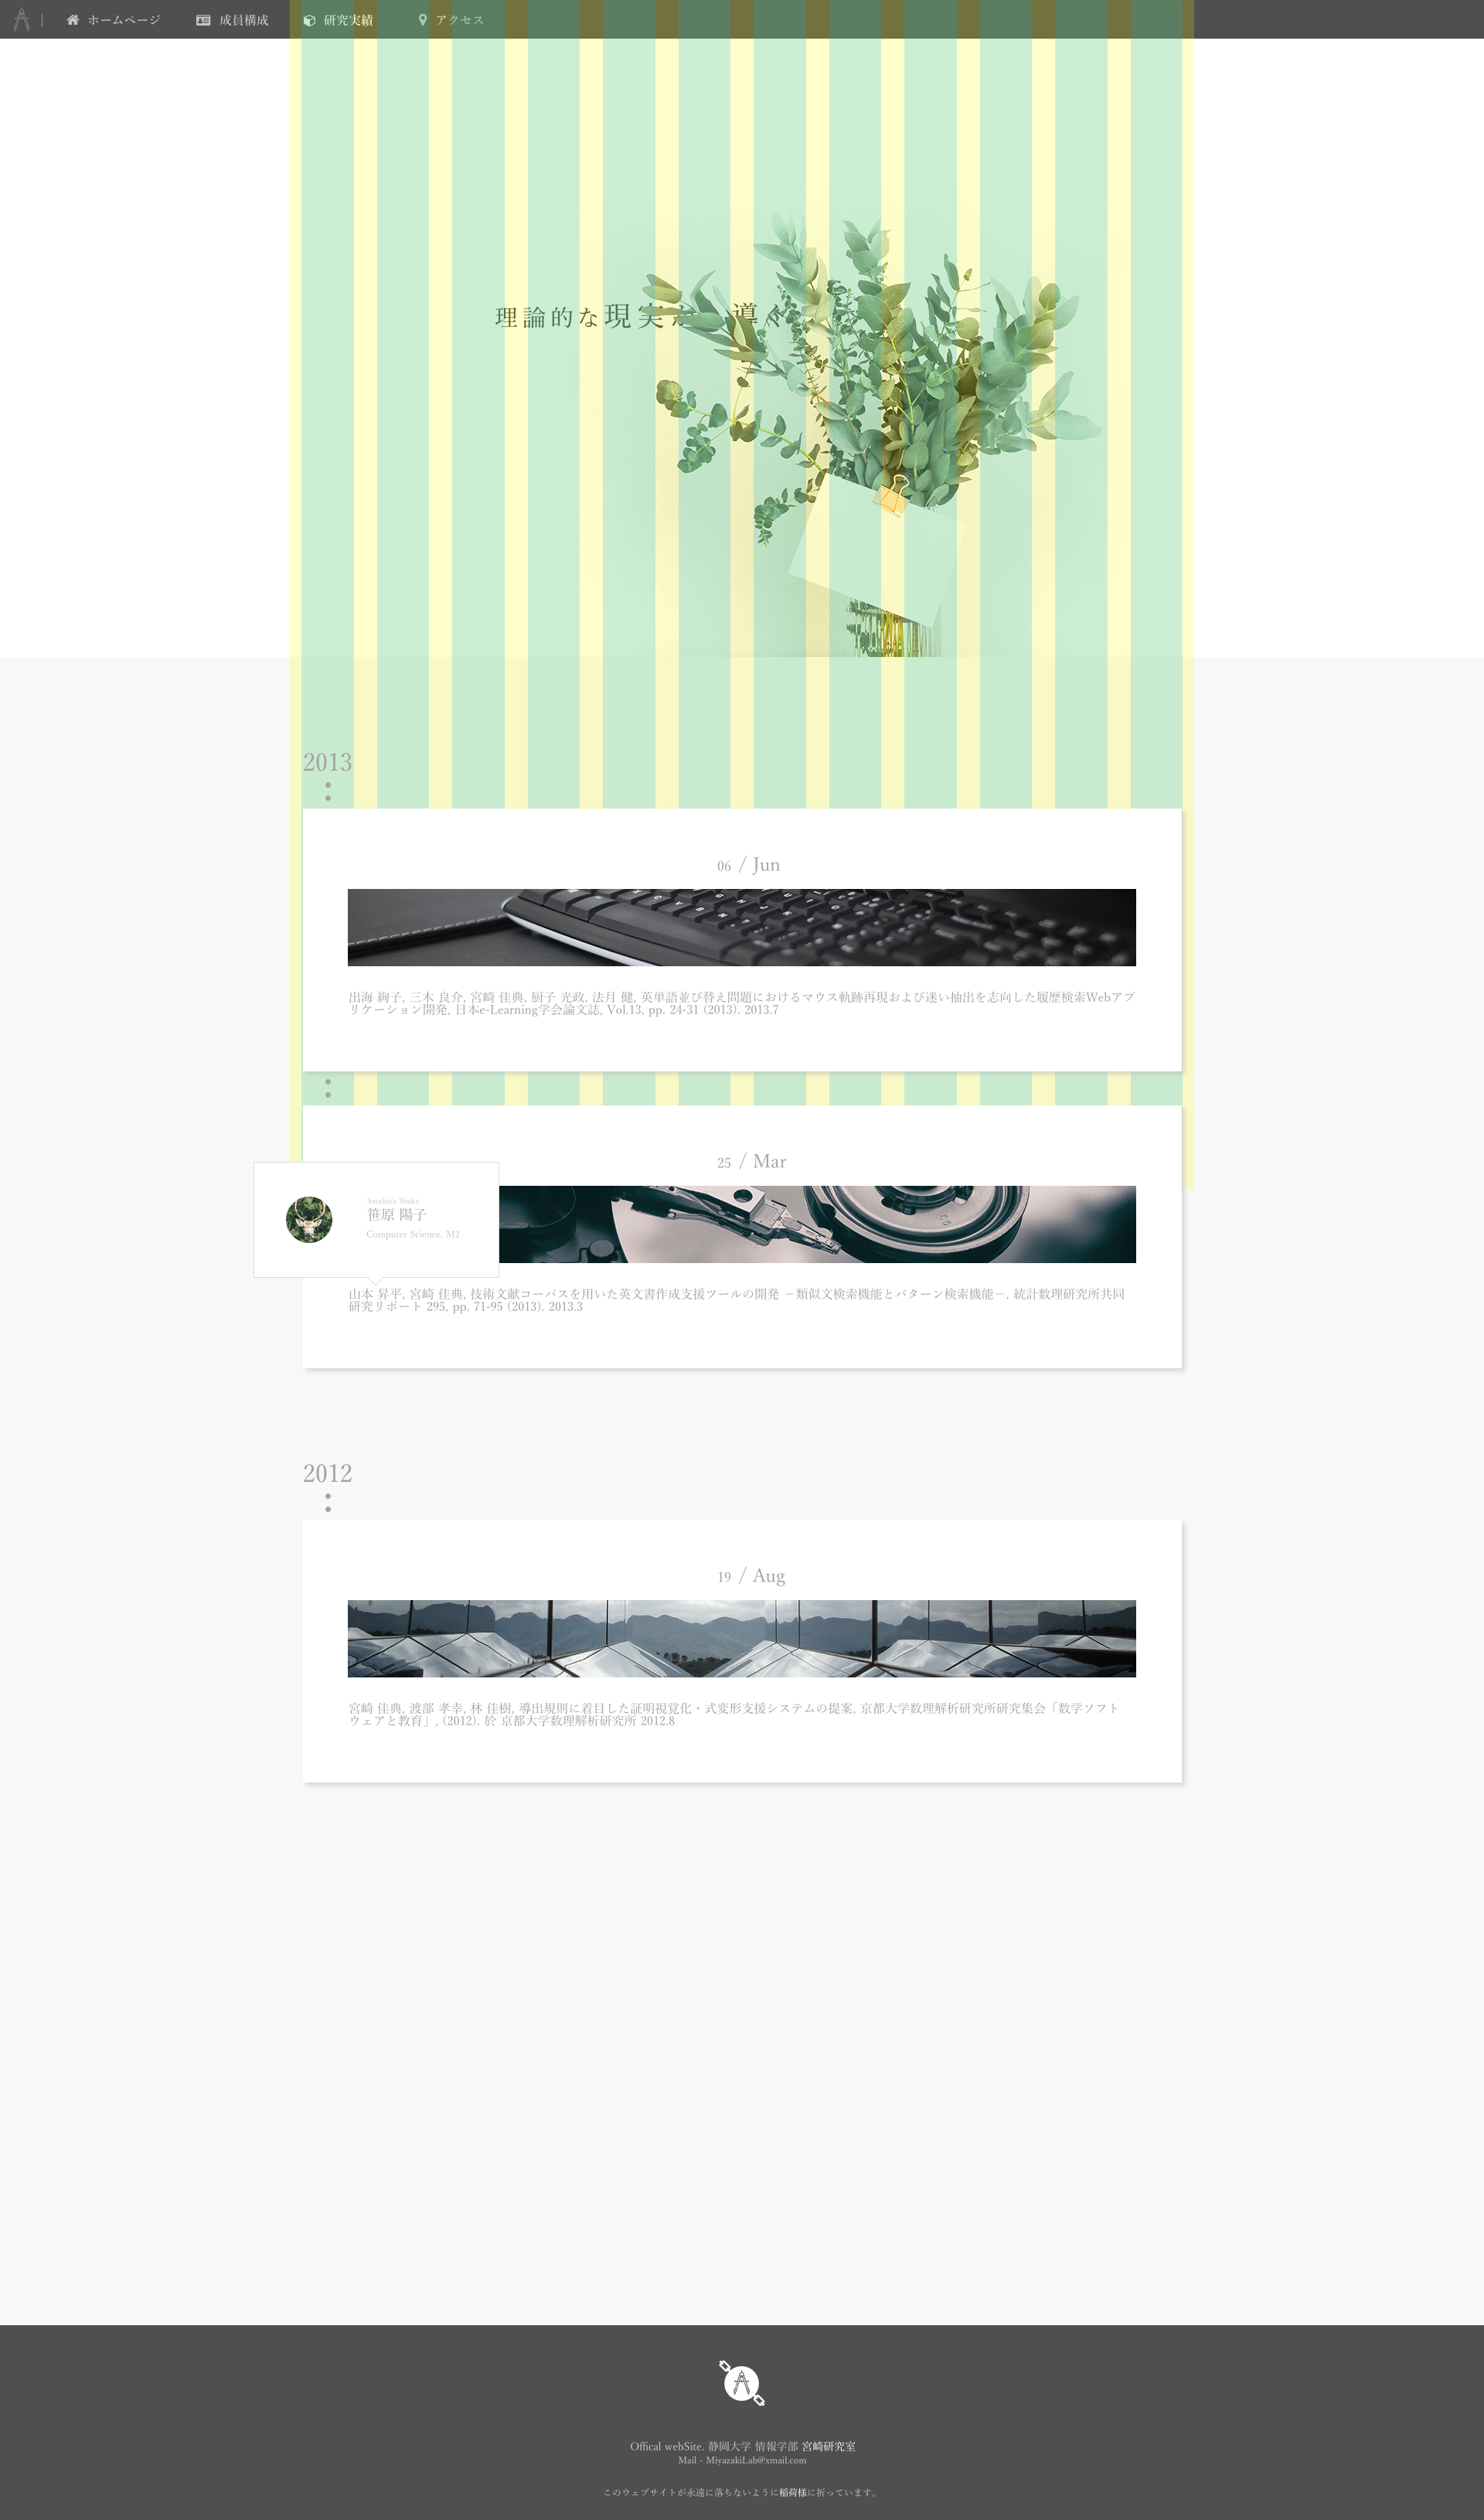 ホームページ 成員構成 研究実績 アクセス
理論的な現実
導
2013
06 / Jun
出海 絢子, 三木 良介, 宮崎 佳典, 厨子 光政, 法月 健, 英単語並び替え問題におけるマウス軌跡再現および迷い抽出を志向した履歴検索Webアプ
リケーション開発, 日本e-Learning学会論文誌, Vol.13, pp. 24-31 (2013). 2013.7
25 / Mar
Sasahara Youko
笹原 陽子
Computer Science, M2
山本 昇平, 宮崎 佳典, 技術文献コーパスを用いた英文書作成支援ツールの開発 －類似文検索機能とパターン検索機能－, 統計数理研究所共同
研究リポート 295, pp. 71-95 (2013). 2013.3
2012
19 / Aug
宮崎 佳典, 渡部 孝幸, 林 佳樹, 導出規則に着目した証明視覚化・式変形支援システムの提案, 京都大学数理解析研究所研究集会「数学ソフト
ウェアと教育」, (2012). 於 京都大学数理解析研究所 2012.8
Offical webSite. 静岡大学 情報学部 宮崎研究室
Mail - MiyazakiLab@xmail.com
このウェブサイトが永遠に落ちないように稲荷様に祈っています。